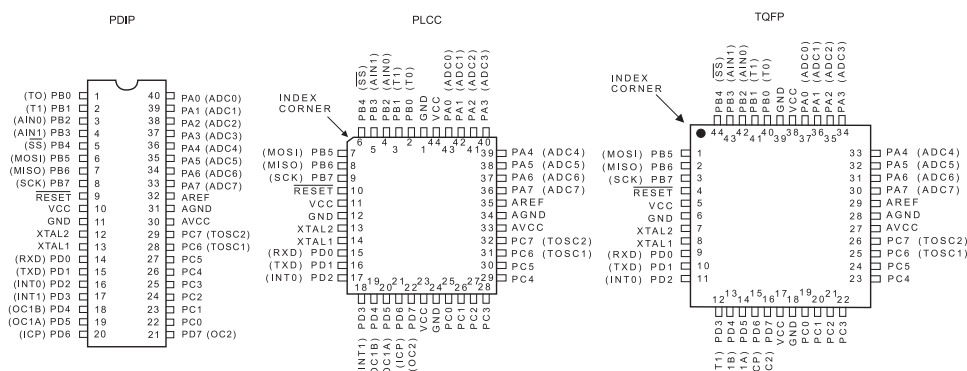 PDIP
(TO) PB0 1
(T1) PB1 2
(AIN0) PB2 3
(AIN1) PB3 4
(SS) PB4 5
(MOSI) PB5 6
(MISO) PB6 7
(SCK) PB7 8
RESET 9
VCC 10
GND 11
XTAL2 12
XTAL1 13
(RXD) PD0 14
(TXD) PD1 15
(INT0) PD2 16
(INT1) PD3 17
(OC1B) PD4 18
(OC1A) PD5 19
(ICP) PD6 20
40 PA0 (ADC0)
39 PA1 (ADC1)
38 PA2 (ADC2)
37 PA3 (ADC3)
36 PA4 (ADC4)
35 PA5 (ADC5)
34 PA6 (ADC6)
33 PA7 (ADC7)
32 AREF
31 AGND
30 AVCC
29 PC7 (TOSC2)
28 PC6 (TOSC1)
27 PC5
26 PC4
25 PC3
24 PC2
23 PC1
22 PC0
21 PD7 (OC2)
PLCC
INDEX
CORNER
PB4 (SS) 6
PB3 (AIN1) 5
PB2 (AIN0) 4
PB1 (T1) 3
PB0 (T0) 2
GND 1
VCC 44
PA0 (ADC0) 43
PA1 (ADC1) 42
PA2 (ADC2) 41
PA3 (ADC3) 40
(MOSI) PB5 7
(MISO) PB6 8
(SCK) PB7 9
RESET 10
VCC 11
GND 12
XTAL2 13
XTAL1 14
(RXD) PD0 15
(TXD) PD1 16
(INT0) PD2 17
39 PA4 (ADC4)
38 PA5 (ADC5)
37 PA6 (ADC6)
36 PA7 (ADC7)
35 AREF
34 AGND
33 AVCC
32 PC7 (TOSC2)
31 PC6 (TOSC1)
30 PC5
29 PC4
18 INT1) PD3
19 OC1B) PD4
20 OC1A) PD5
21 (ICP) PD6
22 (OC2) PD7
23 VCC
24 GND
25 PC0
26 PC1
27 PC2
28 PC3
TQFP
INDEX
CORNER
PB4 (SS) 44
PB3 (AIN1) 43
PB2 (AIN0) 42
PB1 (T1) 41
PB0 (T0) 40
GND 39
VCC 38
PA0 (ADC0) 37
PA1 (ADC1) 36
PA2 (ADC2) 35
PA3 (ADC3) 34
(MOSI) PB5 1
(MISO) PB6 2
(SCK) PB7 3
RESET 4
VCC 5
GND 6
XTAL2 7
XTAL1 8
(RXD) PD0 9
(TXD) PD1 10
(INT0) PD2 11
33 PA4 (ADC4)
32 PA5 (ADC5)
31 PA6 (ADC6)
30 PA7 (ADC7)
29 AREF
28 AGND
27 AVCC
26 PC7 (TOSC2)
25 PC6 (TOSC1)
24 PC5
23 PC4
12 T1) PD3
13 1B) PD4
14 1A) PD5
15 CP) PD6
16 C2) PD7
17 VCC
18 GND
19 PC0
20 PC1
21 PC2
22 PC3